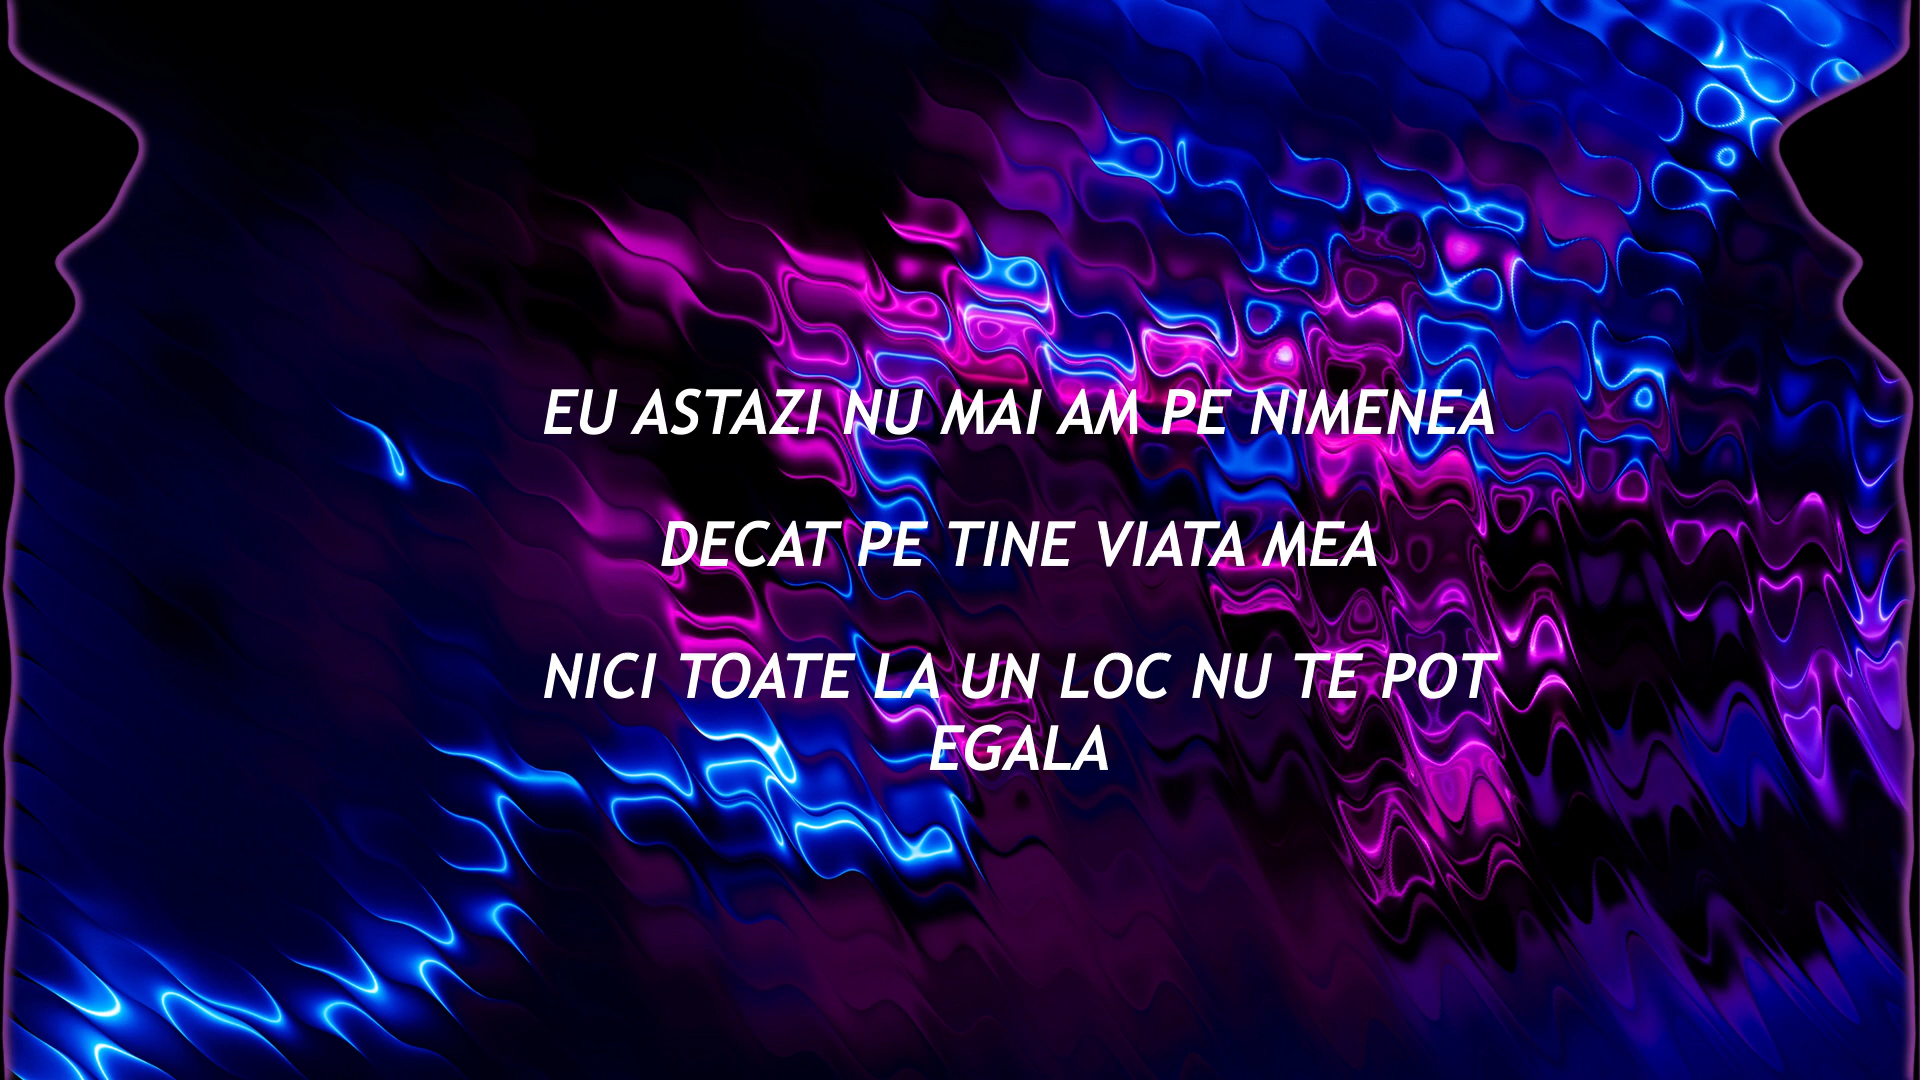 EU ASTAZI NU MAI AM PE NIMENEA
DECAT PE TINE VIATA MEA
NICI TOATE LA UN LOC NU TE POT
EGALA